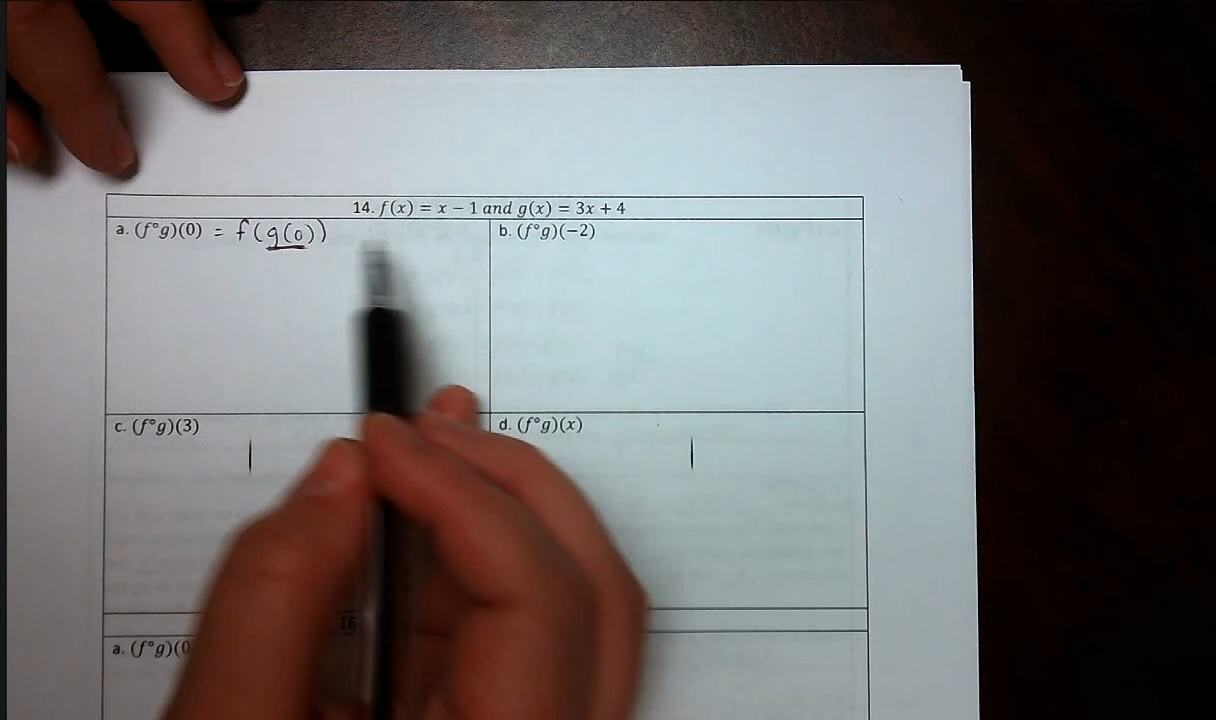 14. f(x) = x − 1 and g(x) = 3x + 4
a. (f°g)(0) = f(g(0))
b. (f°g)(−2)
c. (f°g)(3)
d. (f°g)(x)
16
a. (f°g)(0